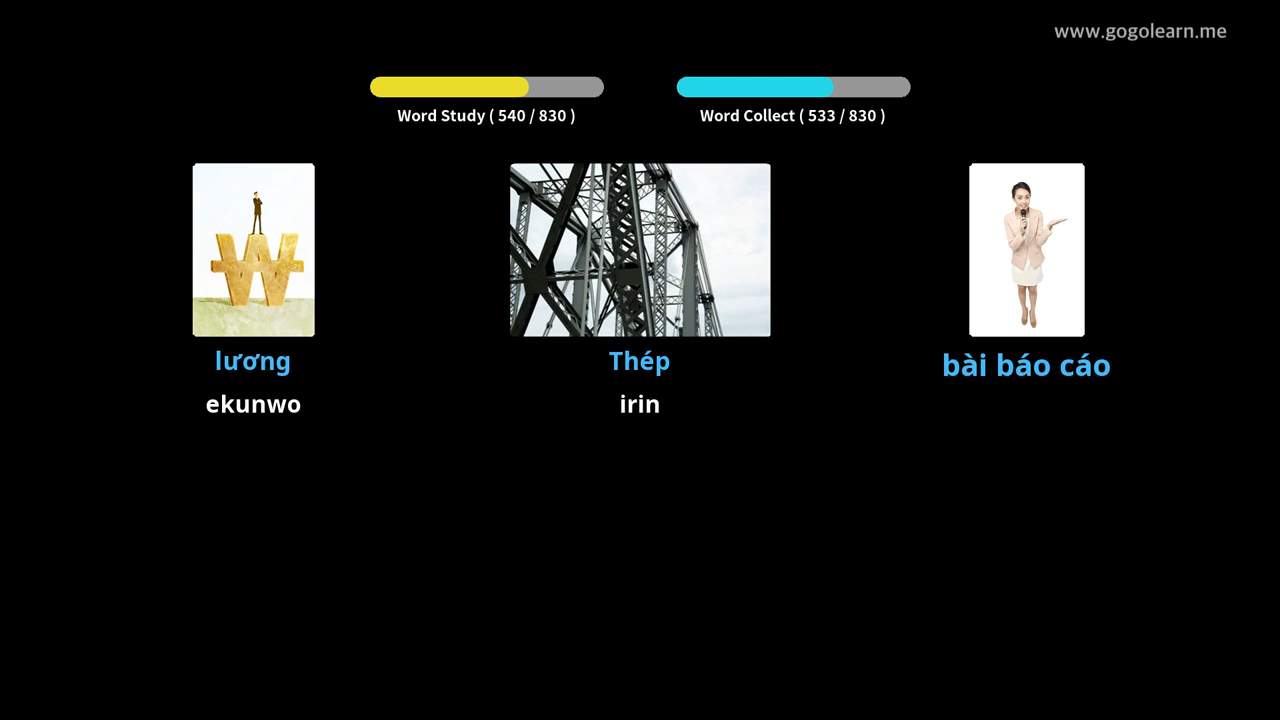 www.gogolearn.me
Word Study ( 540 / 830 )
Word Collect ( 533 / 830 )
lương
Thép
bài báo cáo
ekunwo
irin